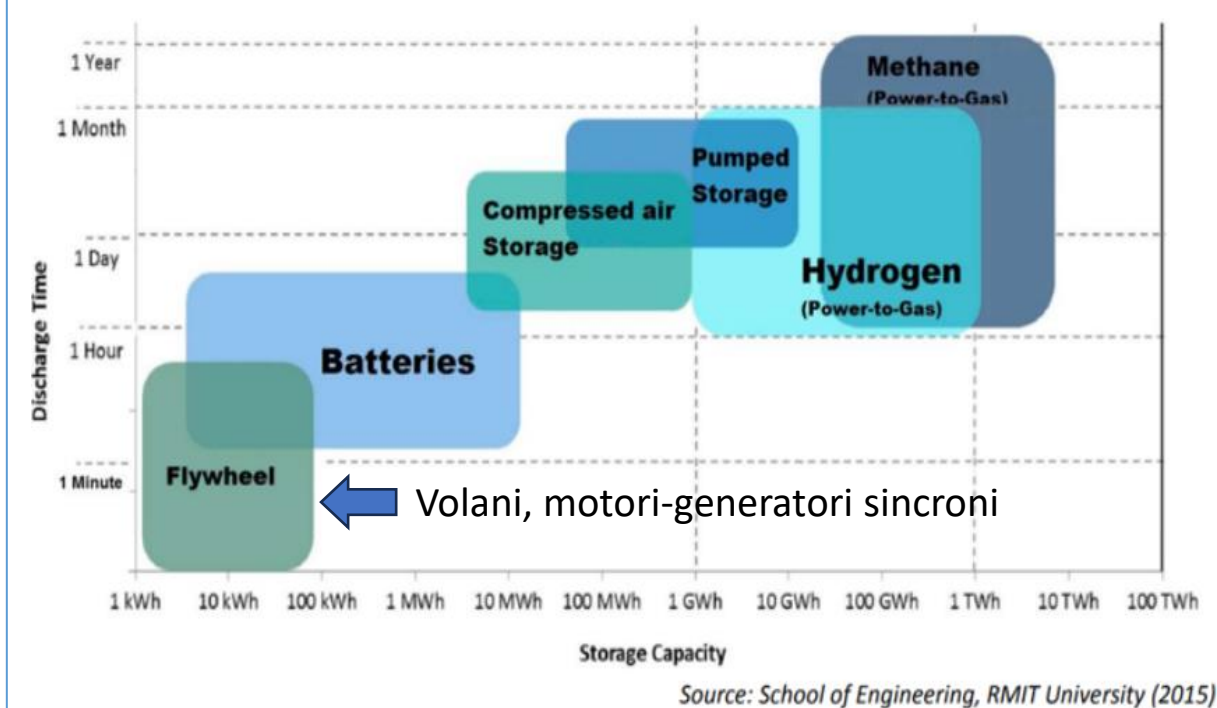 1 Year
1 Month
1 Day
1 Hour
1 Minute
Discharge Time
Methane
(Power-to-Gas)
Pumped
Storage
Compressed air
Storage
Hydrogen
(Power-to-Gas)
Batteries
Flywheel
Volani, motori-generatori sincroni
1 kWh 10 kWh 100 kWh 1 MWh 10 MWh 100 MWh 1 GWh 10 GWh 100 GWh 1 TWh 10 TWh 100 TWh
Storage Capacity
Source: School of Engineering, RMIT University (2015)